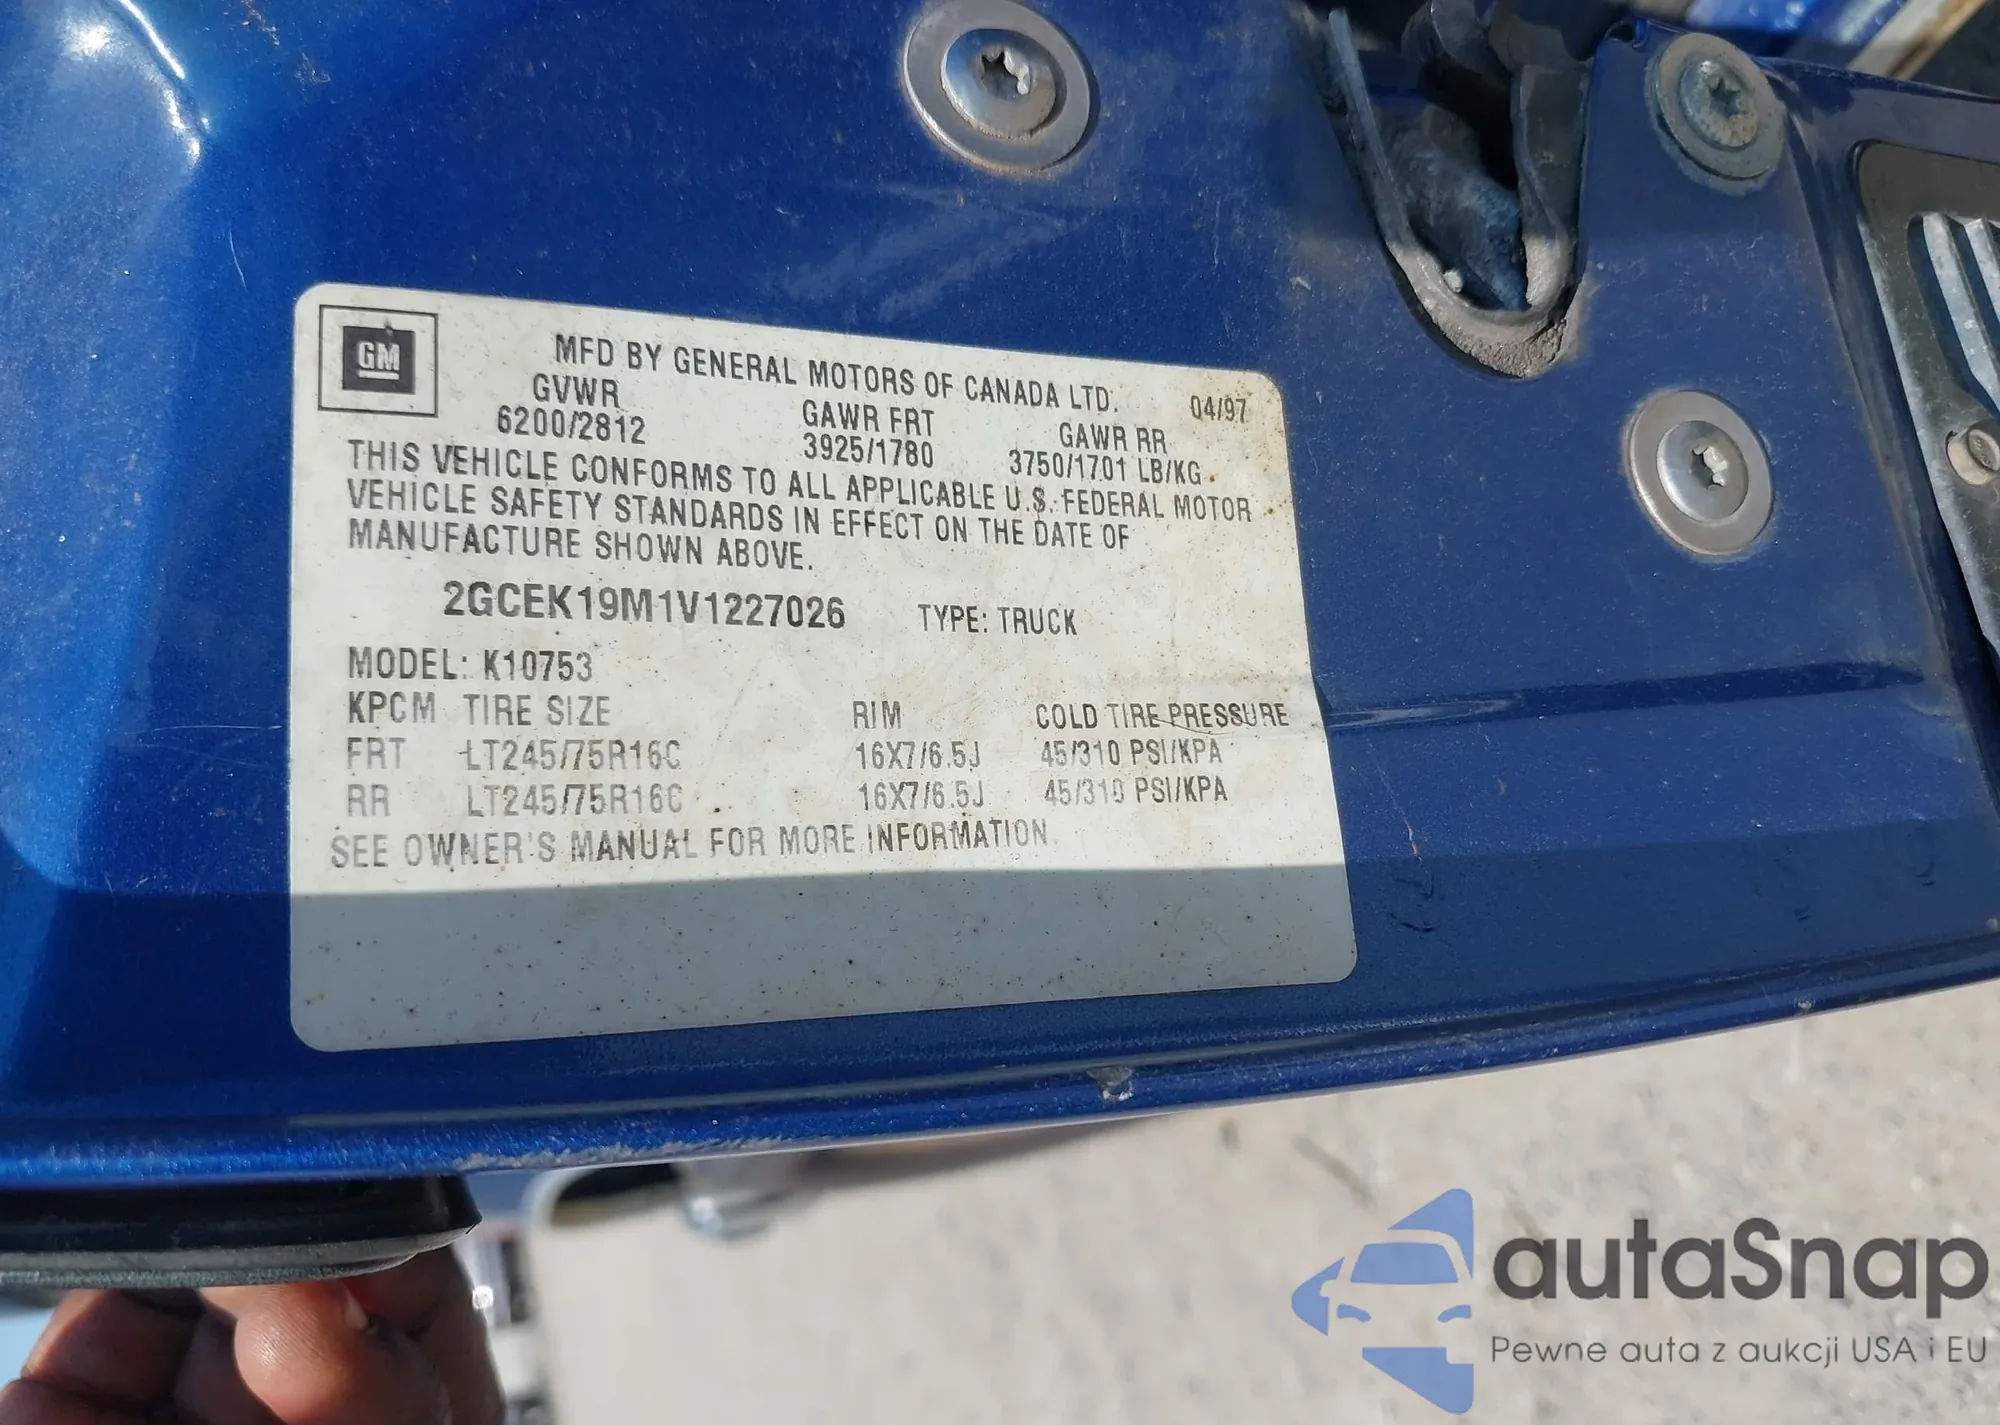 GM
MFD BY GENERAL MOTORS OF CANADA LTD.
04/97
GVWR GAWR FRT GAWR RR
6200/2812 3925/1780 3750/1701 LB/KG
THIS VEHICLE CONFORMS TO ALL APPLICABLE U.S. FEDERAL MOTOR
VEHICLE SAFETY STANDARDS IN EFFECT ON THE DATE OF
MANUFACTURE SHOWN ABOVE.
2GCEK19M1V1227026 TYPE: TRUCK
MODEL: K10753
KPCM TIRE SIZE RIM COLD TIRE PRESSURE
FRT LT245/75R16C 16X7/6.5J 45/310 PSI/KPA
RR LT245/75R16C 16X7/6.5J 45/310 PSI/KPA
SEE OWNER'S MANUAL FOR MORE INFORMATION.
autaSnap
Pewne auta z aukcji USA i EU